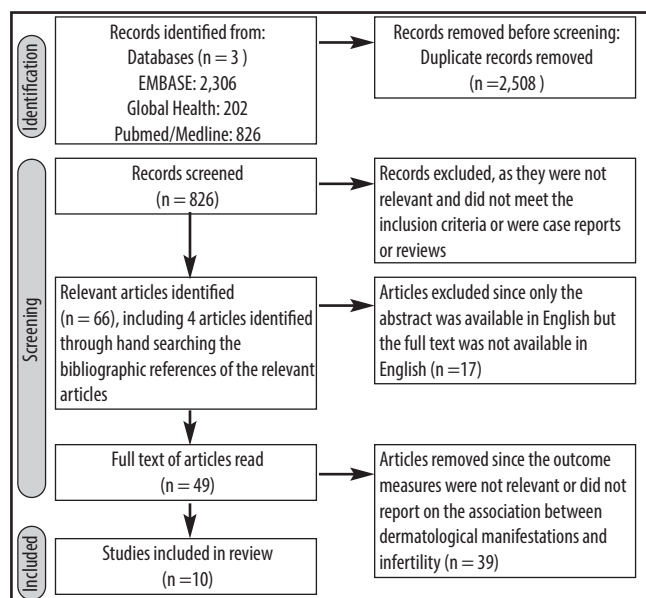 Identification
Records identified from:
Databases (n = 3 )
EMBASE: 2,306
Global Health: 202
Pubmed/Medline: 826
Records removed before screening:
Duplicate records removed
(n =2,508 )
Screening
Records screened
(n = 826)
Records excluded, as they were not
relevant and did not meet the
inclusion criteria or were case reports
or reviews
Relevant articles identified
(n = 66), including 4 articles identified
through hand searching the
bibliographic references of the relevant
articles
Articles excluded since only the
abstract was available in English but
the full text was not available in
English (n =17)
Full text of articles read
(n = 49)
Articles removed since the outcome
measures were not relevant or did not
report on the association between
dermatological manifestations and
infertility (n = 39)
Included
Studies included in review
(n =10)